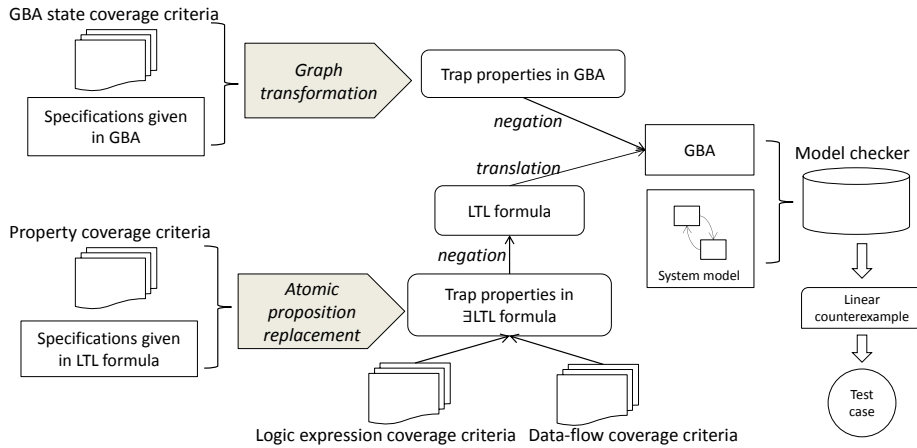 GBA state coverage criteria
Specifications given
in GBA
Graph
transformation
Trap properties in GBA
negation
translation
GBA
Model checker
LTL formula
System model
Property coverage criteria
negation
Specifications given
in LTL formula
Atomic
proposition
replacement
Trap properties in
∃LTL formula
Linear
counterexample
Test
case
Logic expression coverage criteria
Data-flow coverage criteria